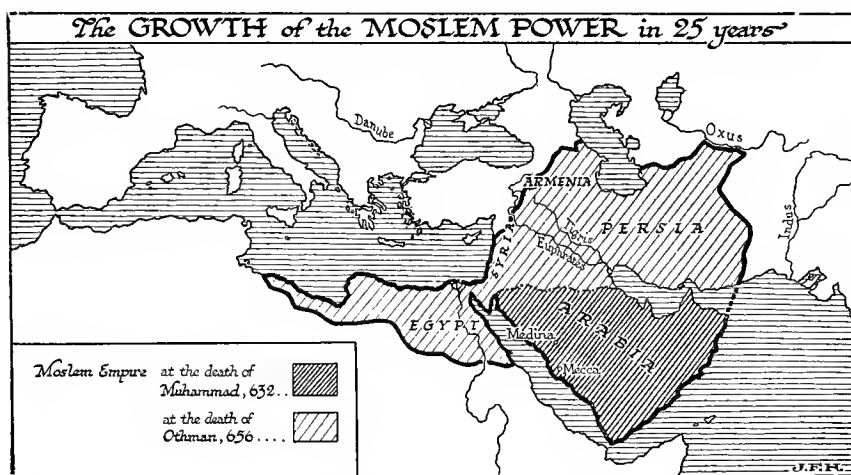 The GROWTH of the MOSLEM POWER in 25 years
Danube
Oxus
ARMENIA
Indus
PERSIA
Tigris
Euphrates
SYRIA
ARABIA
EGYPT
Medina
Mecca
Moslem Empire at the death of
Muhammad, 632..
at the death of
Othman, 656....
J.F.H.